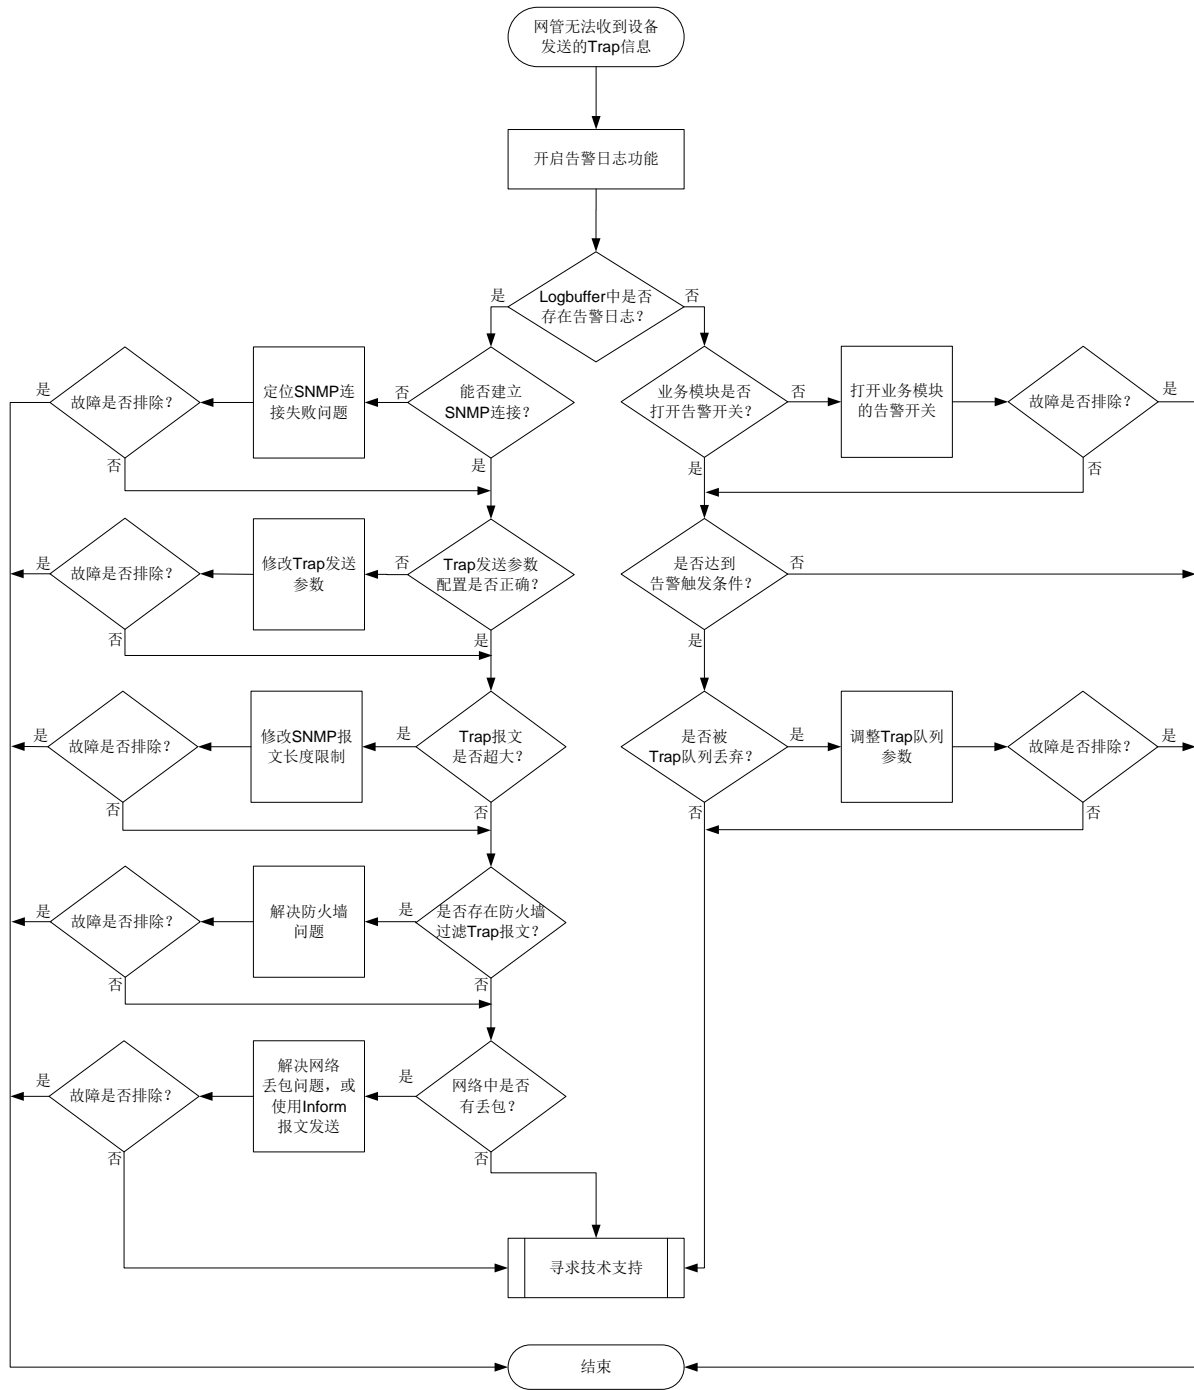 网管无法收到设备
发送的Trap信息
开启告警日志功能
Logbuffer中是否
存在告警日志？
是
否
是
故障是否排除？
否
定位SNMP连
接失败问题
否
能否建立
SNMP连接？
是
业务模块是否
打开告警开关？
是
否
打开业务模块
的告警开关
故障是否排除？
是
否
是
故障是否排除？
否
修改Trap发送
参数
否
Trap发送参数
配置是否正确？
是
是否达到
告警触发条件？
否
是
是
故障是否排除？
否
修改SNMP报
文长度限制
是
Trap报文
是否超大？
否
是否被
Trap队列丢弃？
是
否
调整Trap队列
参数
故障是否排除？
是
否
是
故障是否排除？
否
解决防火墙
问题
是
是否存在防火墙
过滤Trap报文？
否
是
故障是否排除？
否
解决网络
丢包问题，或
使用Inform
报文发送
是
网络中是否
有丢包？
否
寻求技术支持
结束